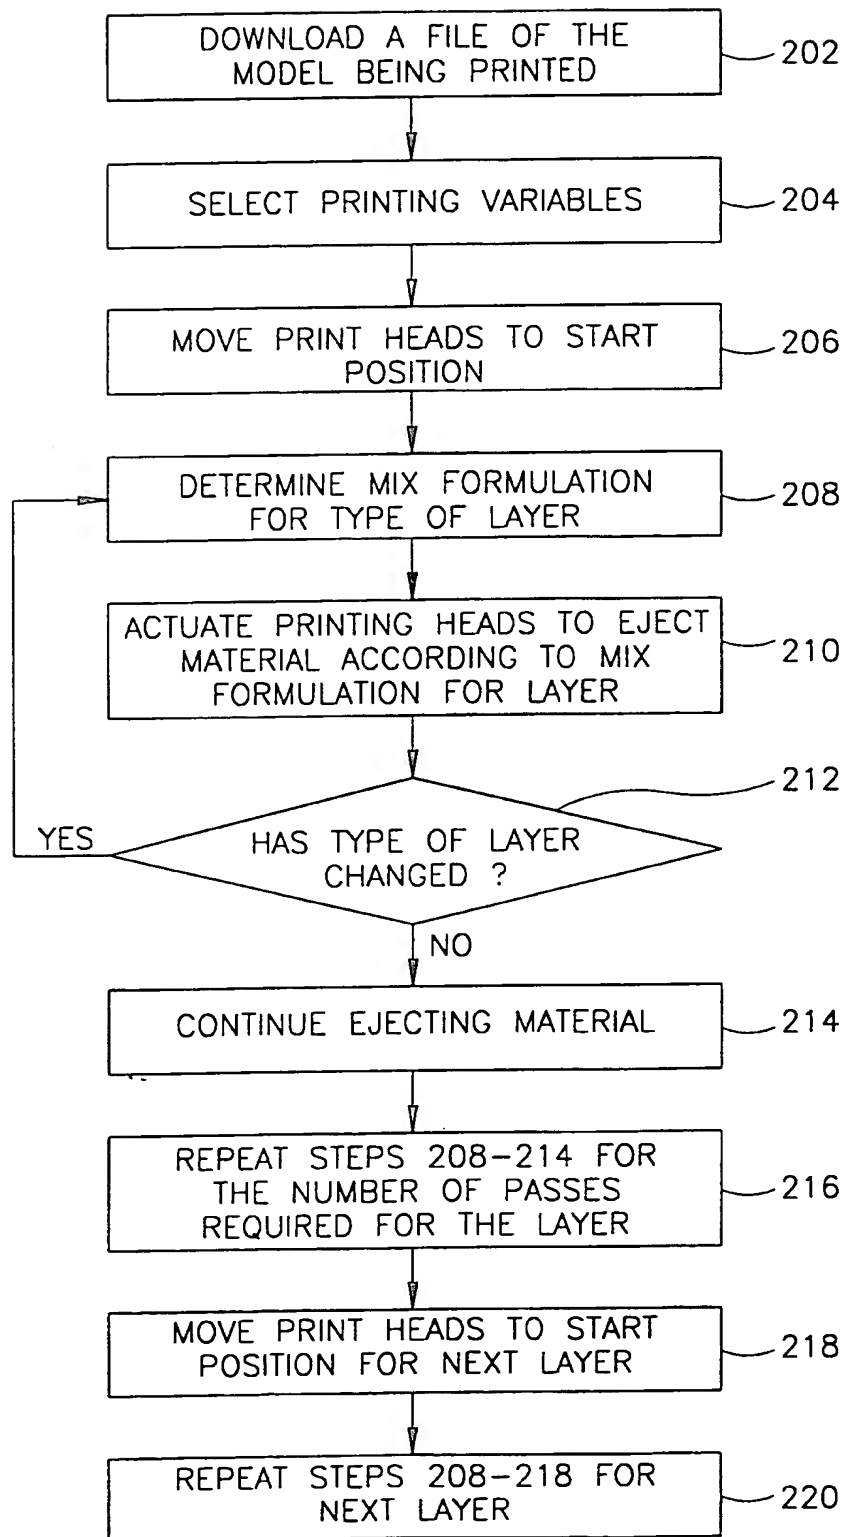 DOWNLOAD A FILE OF THE
MODEL BEING PRINTED
202
SELECT PRINTING VARIABLES
204
MOVE PRINT HEADS TO START
POSITION
206
DETERMINE MIX FORMULATION
FOR TYPE OF LAYER
208
ACTUATE PRINTING HEADS TO EJECT
MATERIAL ACCORDING TO MIX
FORMULATION FOR LAYER
210
212
YES
HAS TYPE OF LAYER
CHANGED ?
NO
CONTINUE EJECTING MATERIAL
214
REPEAT STEPS 208-214 FOR
THE NUMBER OF PASSES
REQUIRED FOR THE LAYER
216
MOVE PRINT HEADS TO START
POSITION FOR NEXT LAYER
218
REPEAT STEPS 208-218 FOR
NEXT LAYER
220